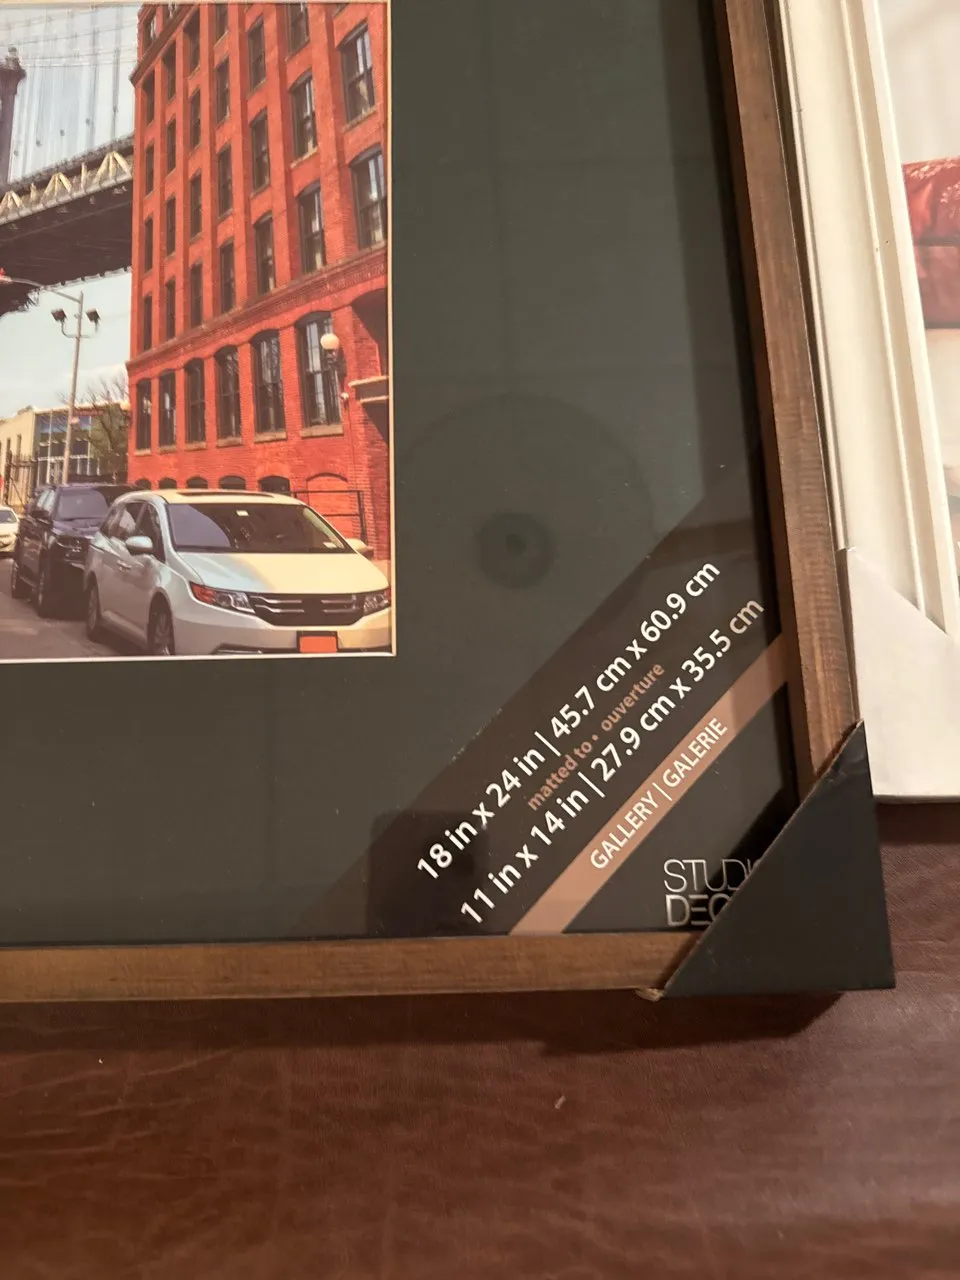 18 in x 24 in | 45.7 cm x 60.9 cm
matted to • ouverture
11 in x 14 in | 27.9 cm x 35.5 cm
GALLERY | GALERIE